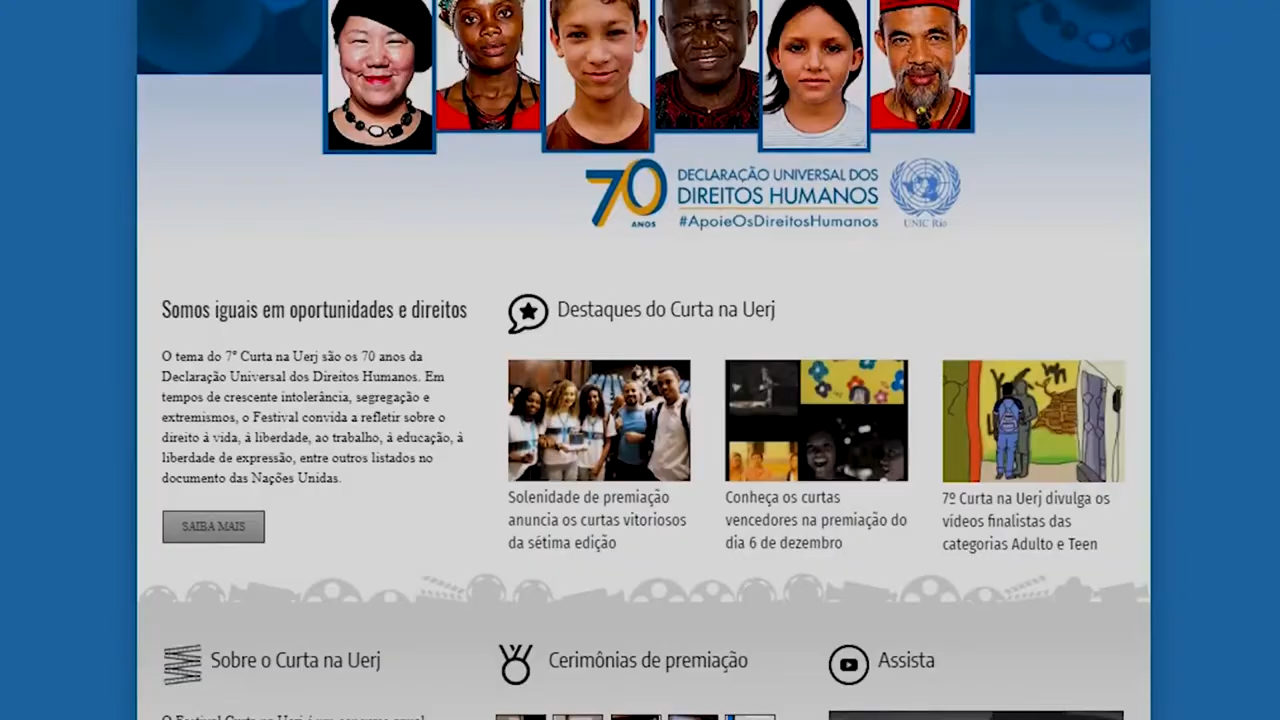 70
ANOS
DECLARAÇÃO UNIVERSAL DOS
DIREITOS HUMANOS
#ApoieOsDireitosHumanos
UNIC Rio
Somos iguais em oportunidades e direitos
O tema do 7º Curta na Uerj são os 70 anos da
Declaração Universal dos Direitos Humanos. Em
tempos de crescente intolerância, segregação e
extremismos, o Festival convida a refletir sobre o
direito à vida, à liberdade, ao trabalho, à educação, à
liberdade de expressão, entre outros listados no
documento das Nações Unidas.
SAIBA MAIS
Destaques do Curta na Uerj
Solenidade de premiação
anuncia os curtas vitoriosos
da sétima edição
Conheça os curtas
vencedores na premiação do
dia 6 de dezembro
7º Curta na Uerj divulga os
vídeos finalistas das
categorias Adulto e Teen
Sobre o Curta na Uerj
Cerimônias de premiação
Assista